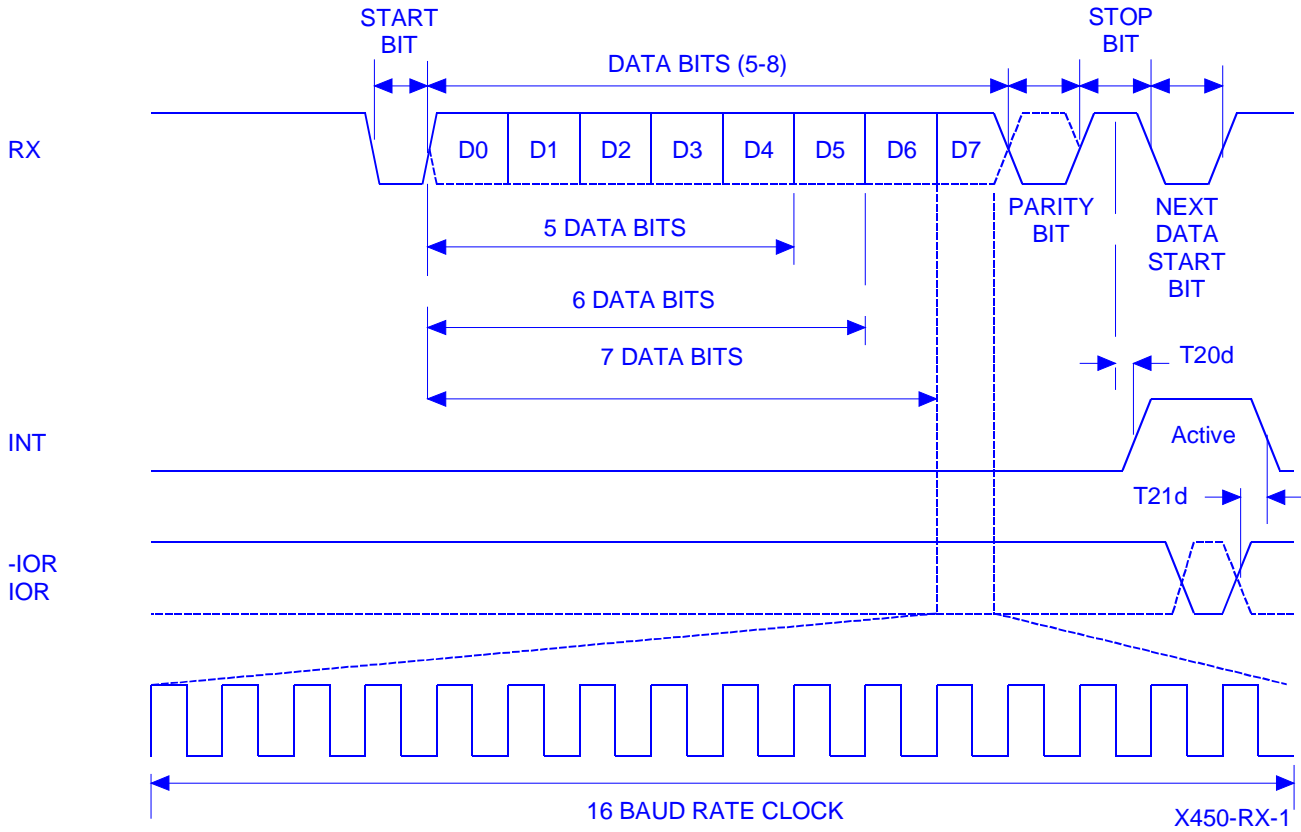 START
BIT
DATA BITS (5-8)
STOP
BIT
RX
D0
D1
D2
D3
D4
D5
D6
D7
PARITY
BIT
NEXT
DATA
START
BIT
5 DATA BITS
6 DATA BITS
7 DATA BITS
T20d
INT
Active
T21d
-IOR
IOR
16 BAUD RATE CLOCK
X450-RX-1